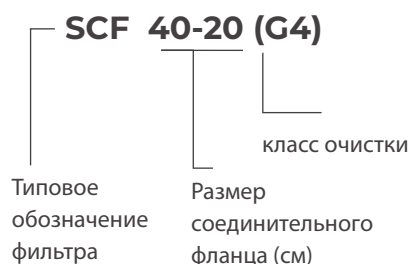 SCF 40-20 (G4)
класс очистки
Типовое
обозначение
фильтра
Размер
соединительного
фланца (см)